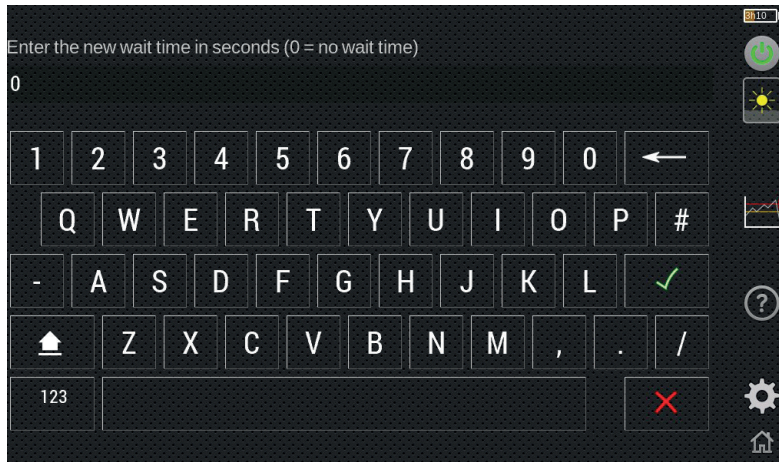 3h10
Enter the new wait time in seconds (0 = no wait time)
0
1 2 3 4 5 6 7 8 9 0
Q W E R T Y U I O P #
- A S D F G H J K L
Z X C V B N M , . /
123
?